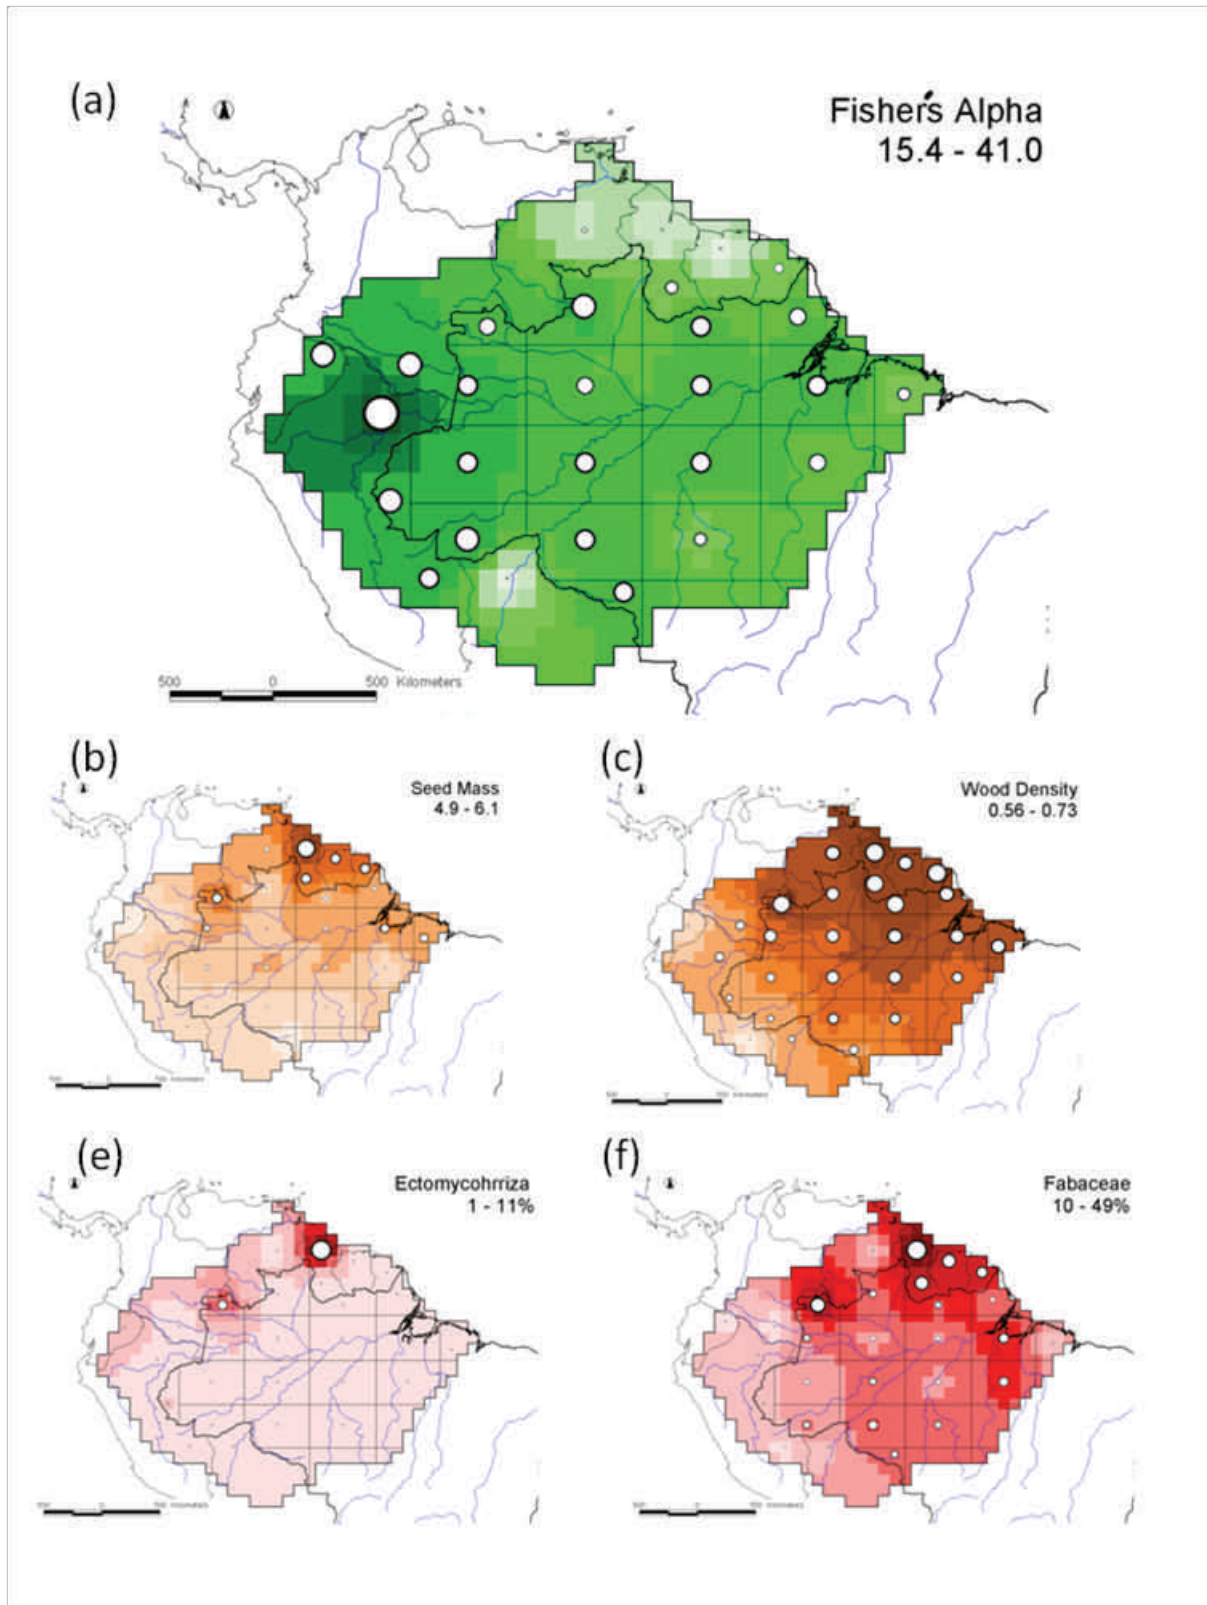 (a)
Fisher's Alpha
15.4 - 41.0
500 0 500 Kilometers
(b)
Seed Mass
4.9 - 6.1
(c)
Wood Density
0.56 - 0.73
(e)
Ectomycohrriza
1 - 11%
(f)
Fabaceae
10 - 49%